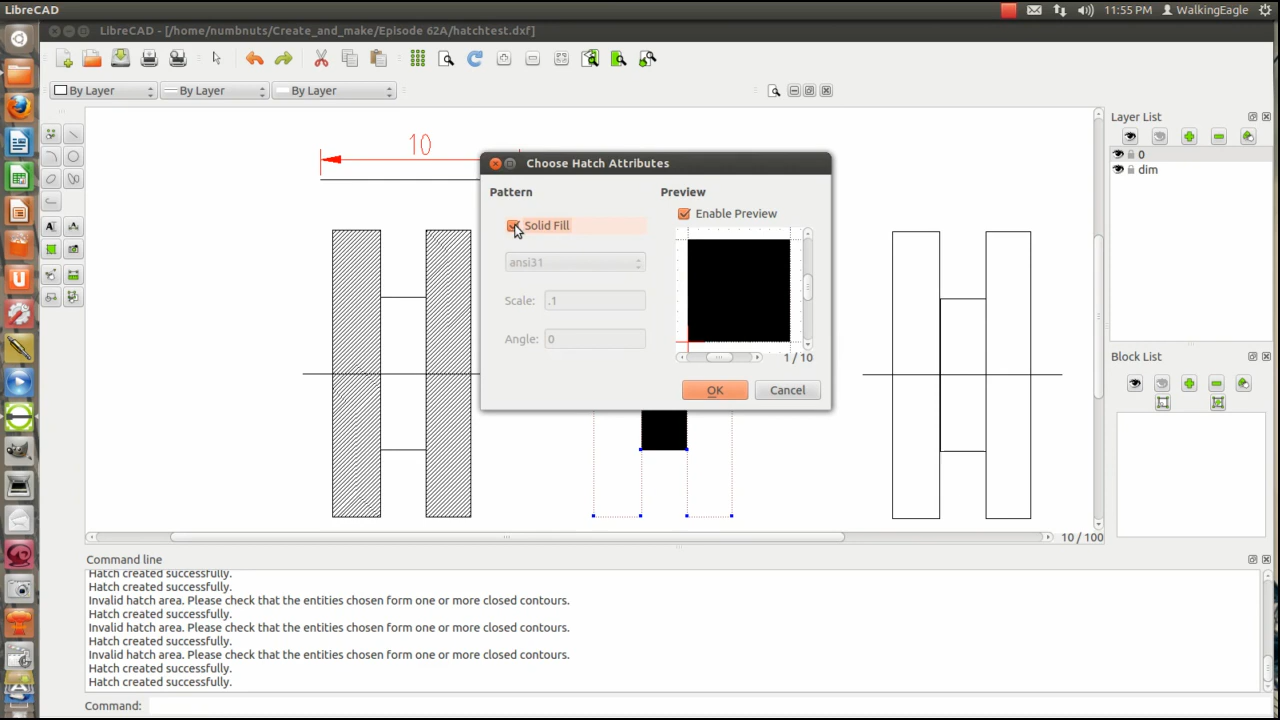 LibreCAD
11:55 PM
WalkingEagle
LibreCAD - [/home/numbnuts/Create_and_make/Episode 62A/hatchtest.dxf]
By Layer
By Layer
By Layer
10
Choose Hatch Attributes
Pattern
Solid Fill
ansi31
Scale:
.1
Angle:
0
Preview
Enable Preview
1 / 10
OK
Cancel
Layer List
0
dim
Block List
10 / 100
Command line
Hatch created successfully.
Hatch created successfully.
Invalid hatch area. Please check that the entities chosen form one or more closed contours.
Hatch created successfully.
Invalid hatch area. Please check that the entities chosen form one or more closed contours.
Hatch created successfully.
Invalid hatch area. Please check that the entities chosen form one or more closed contours.
Hatch created successfully.
Hatch created successfully.
Command: